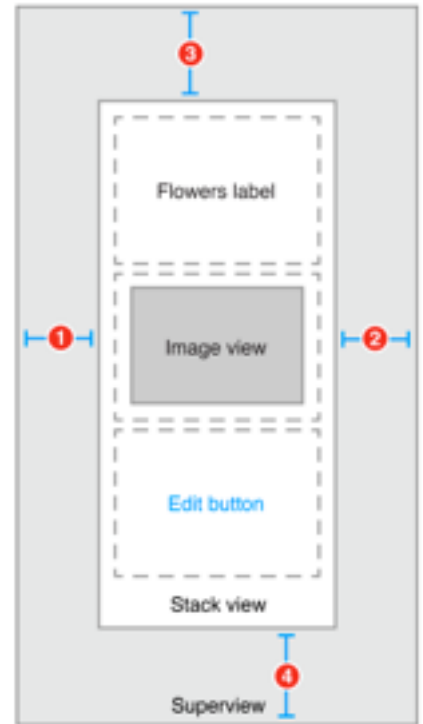 3
Flowers label
1
Image view
2
Edit button
Stack view
4
Superview